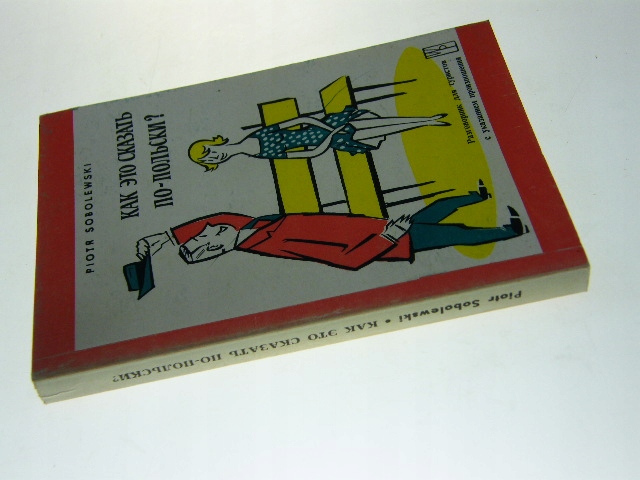 PIOTR SOBOLEWSKI
КАК ЭТО СКАЗАТЬ
ПО-ПОЛЬСКИ?
Разговорник для туристов
с указанием произношения
Piotr Sobolewski • КАК ЭТО СКАЗАТЬ ПО-ПОЛЬСКИ?